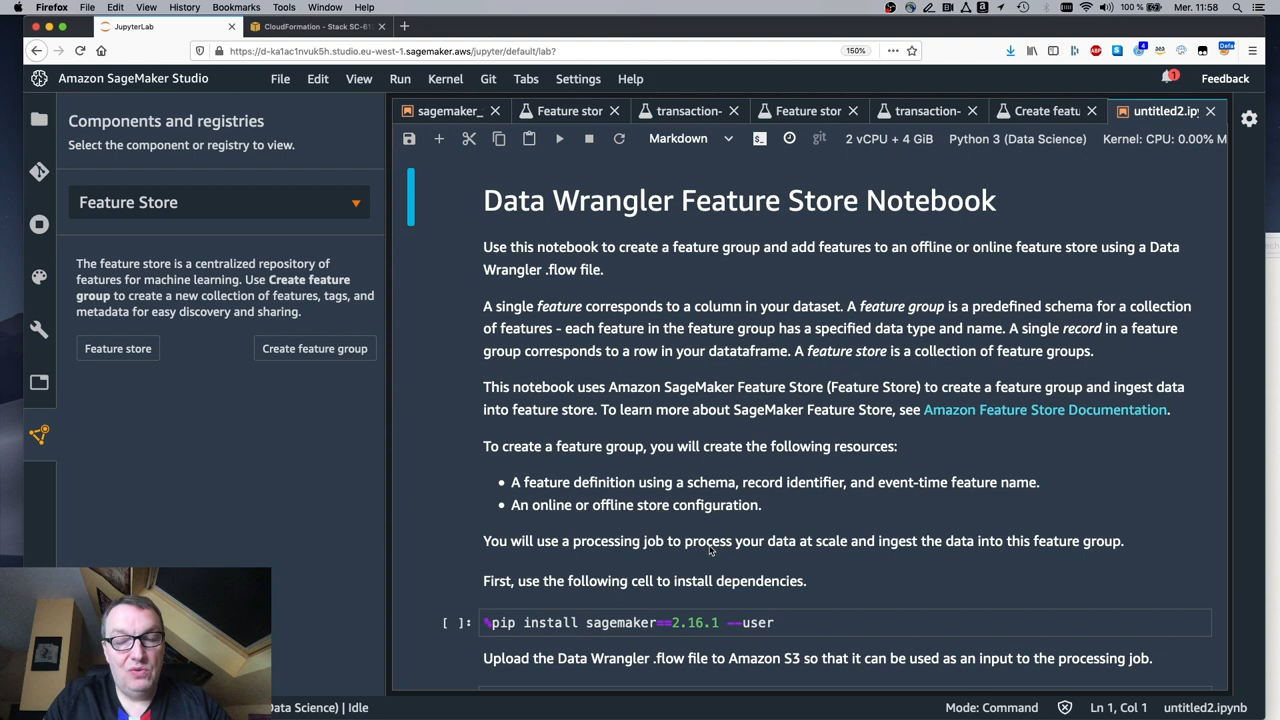 Firefox File Edit View History Bookmarks Tools Window Help 100 % Mer. 11:58
JupyterLab
CloudFormation - Stack SC-61
https://d-ka1ac1nvuk5h.studio.eu-west-1.sagemaker.aws/jupyter/default/lab?
150%
Amazon SageMaker Studio File Edit View Run Kernel Git Tabs Settings Help 1 Feedback
Components and registries
Select the component or registry to view.
Feature Store
The feature store is a centralized repository of
features for machine learning. Use Create feature
group to create a new collection of features, tags, and
metadata for easy discovery and sharing.
Feature store Create feature group
sagemaker_ Feature stor transaction- Feature stor transaction- Create featu untitled2.ipy
Markdown git 2 vCPU + 4 GiB Python 3 (Data Science) Kernel: CPU: 0.00% M
Data Wrangler Feature Store Notebook
Use this notebook to create a feature group and add features to an offline or online feature store using a Data
Wrangler .flow file.
A single feature corresponds to a column in your dataset. A feature group is a predefined schema for a collection
of features - each feature in the feature group has a specified data type and name. A single record in a feature
group corresponds to a row in your datatframe. A feature store is a collection of feature groups.
This notebook uses Amazon SageMaker Feature Store (Feature Store) to create a feature group and ingest data
into feature store. To learn more about SageMaker Feature Store, see Amazon Feature Store Documentation.
To create a feature group, you will create the following resources:
• A feature definition using a schema, record identifier, and event-time feature name.
• An online or offline store configuration.
You will use a processing job to process your data at scale and ingest the data into this feature group.
First, use the following cell to install dependencies.
[ ]: %pip install sagemaker==2.16.1 --user
Upload the Data Wrangler .flow file to Amazon S3 so that it can be used as an input to the processing job.
Data Science) | Idle Mode: Command Ln 1, Col 1 untitled2.ipynb